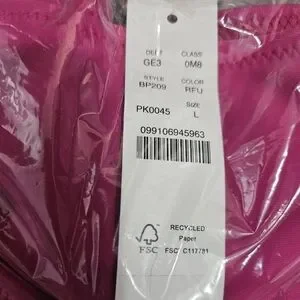 DEPT CLASS
GE3 0M8
STYLE COLOR
BP209 RFU
PK0045 SIZE
L
099106945963
FSC
RECYCLED
Paper
FSC C117781